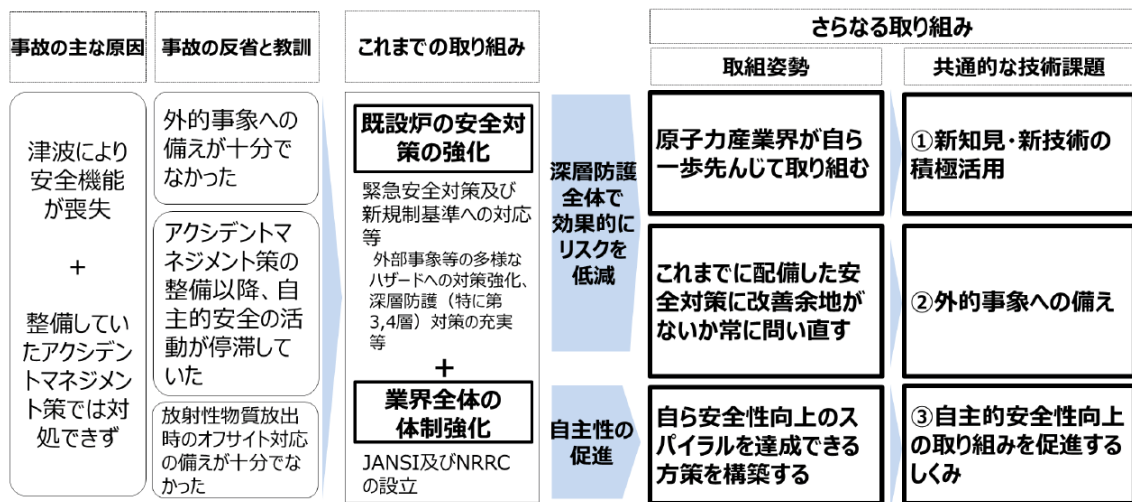 事故の主な原因
津波により
安全機能
が喪失
+
整備してい
たアクシデン
トマネジメン
ト策では対
処できず
事故の反省と教訓
外的事象への
備えが十分で
なかった
アクシデントマ
ネジメント策の
整備以降、自
主的安全の活
動が停滞して
いた
放射性物質放出
時のオフサイト対応
の備えが十分でな
かった
これまでの取り組み
既設炉の安全対
策の強化
緊急安全対策及び
新規制基準への対応
等
外部事象等の多様な
ハザードへの対策強化、
深層防護(特に第
3,4層)対策の充実
等
+
業界全体の
体制強化
JANSI及びNRRC
の設立
深層防護
全体で
効果的に
リスクを
低減
自主性の
促進
さらなる取り組み
取組姿勢
原子力産業界が自ら
一歩先んじて取り組む
これまでに配備した安
全対策に改善余地が
ないか常に問い直す
自ら安全性向上のス
パイラルを達成できる
方策を構築する
共通的な技術課題
①新知見・新技術の
積極活用
②外的事象への備え
③自主的安全性向上
の取り組みを促進する
しくみ